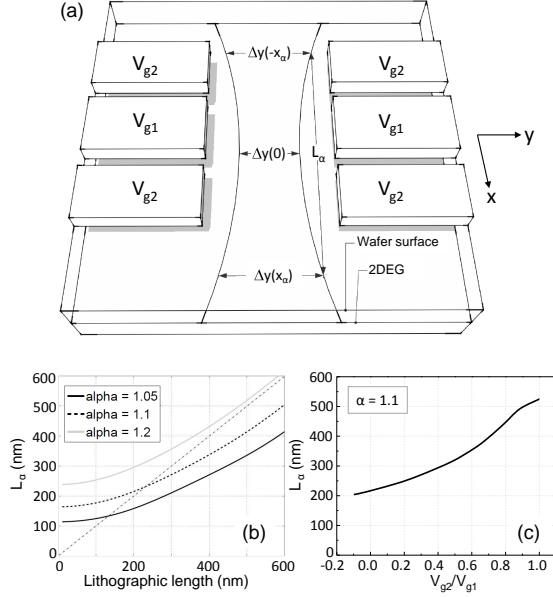 (a)
Δy(-xα)
Vg2
Vg2
Vg1
Vg1
Δy(0)
Lα
y
x
Vg2
Vg2
Wafer surface
2DEG
Δy(xα)
600
500
400
300
200
100
0
Lα (nm)
alpha = 1.05
alpha = 1.1
alpha = 1.2
(b)
0 200 400 600
Lithographic length (nm)
600
500
400
300
200
100
0
Lα (nm)
α = 1.1
(c)
0.0 0.2 0.4 0.6 0.8 1.0
Vg2/Vg1